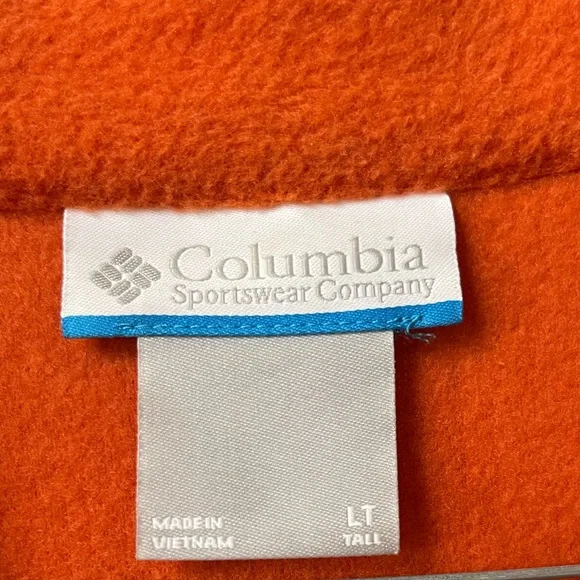 Columbia
Sportswear Company
MADE IN
VIETNAM
LT
TALL